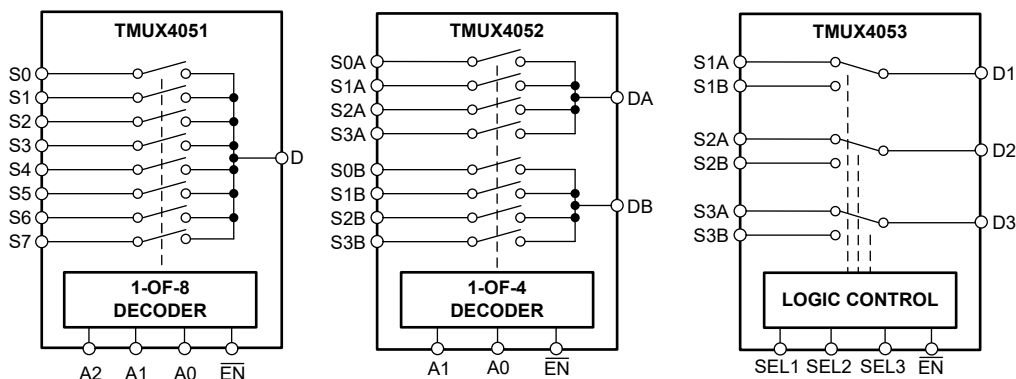 TMUX4051
S0
S1
S2
S3
S4
S5
S6
S7
D
1-OF-8
DECODER
A2 A1 A0 EN
TMUX4052
S0A
S1A
S2A
S3A
DA
S0B
S1B
S2B
S3B
DB
1-OF-4
DECODER
A1 A0 EN
TMUX4053
S1A
S1B
D1
S2A
S2B
D2
S3A
S3B
D3
LOGIC CONTROL
SEL1 SEL2 SEL3 EN